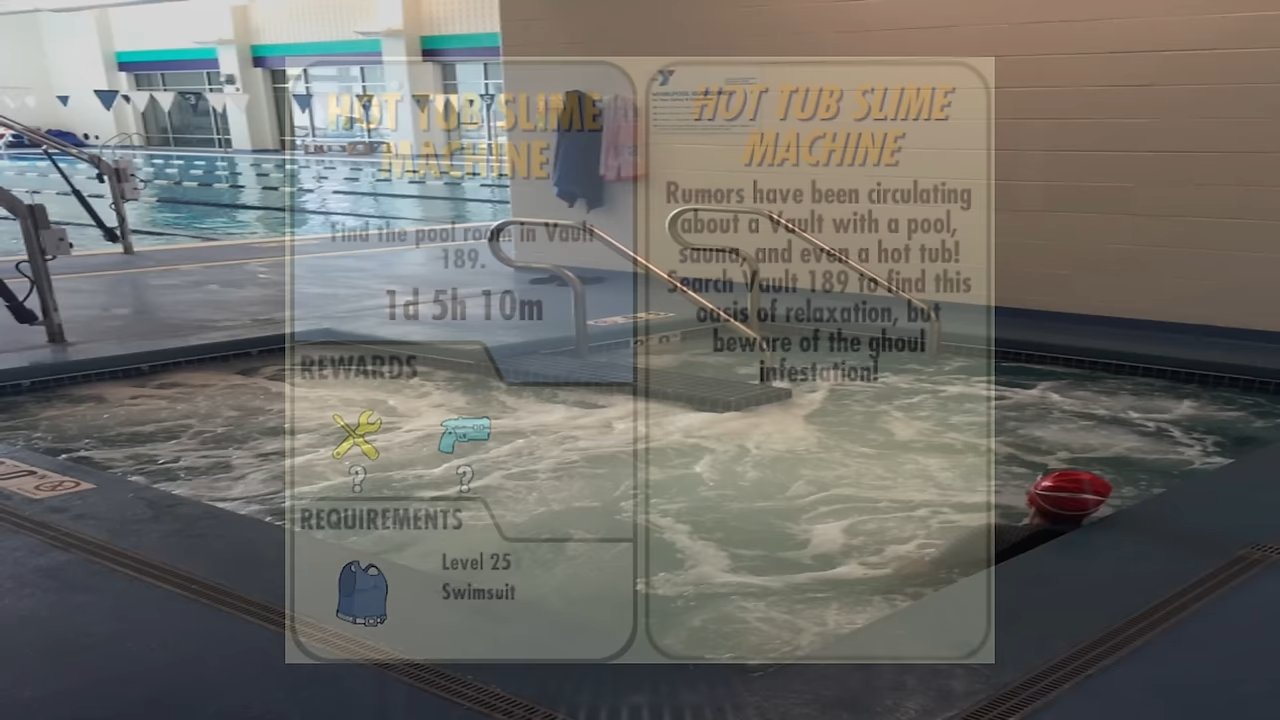 HOT TUB SLIME
MACHINE
Find the pool room in Vault
189.
1d 5h 10m
REWARDS
?
?
REQUIREMENTS
Level 25
Swimsuit
HOT TUB SLIME
MACHINE
Rumors have been circulating
about a Vault with a pool,
sauna, and even a hot tub!
Search Vault 189 to find this
oasis of relaxation, but
beware of the ghoul
infestation!